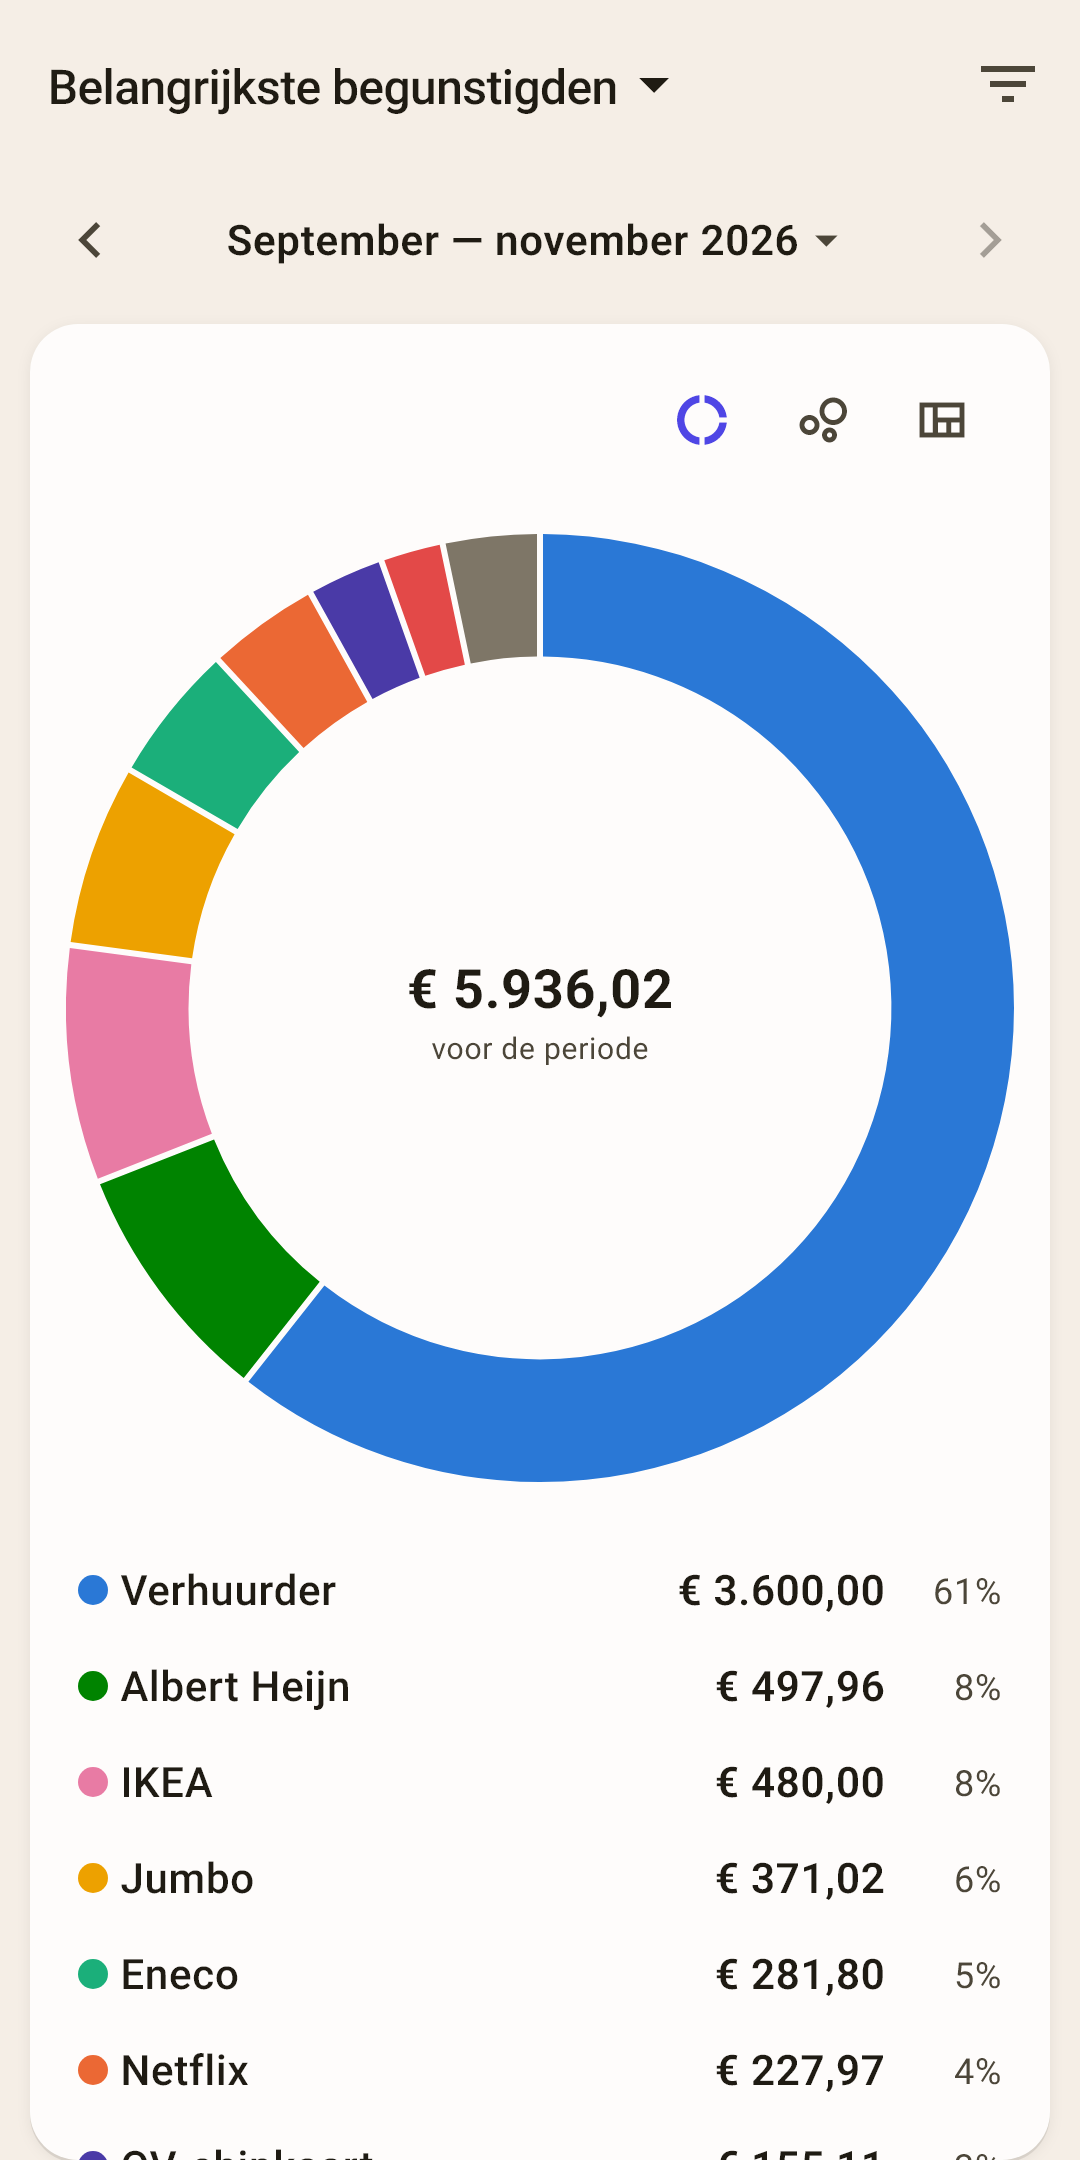 Belangrijkste begunstigden
September – november 2026
€ 5.936,02
voor de periode
Verhuurder € 3.600,00 61%
Albert Heijn € 497,96 8%
IKEA € 480,00 8%
Jumbo € 371,02 6%
Eneco € 281,80 5%
Netflix € 227,97 4%